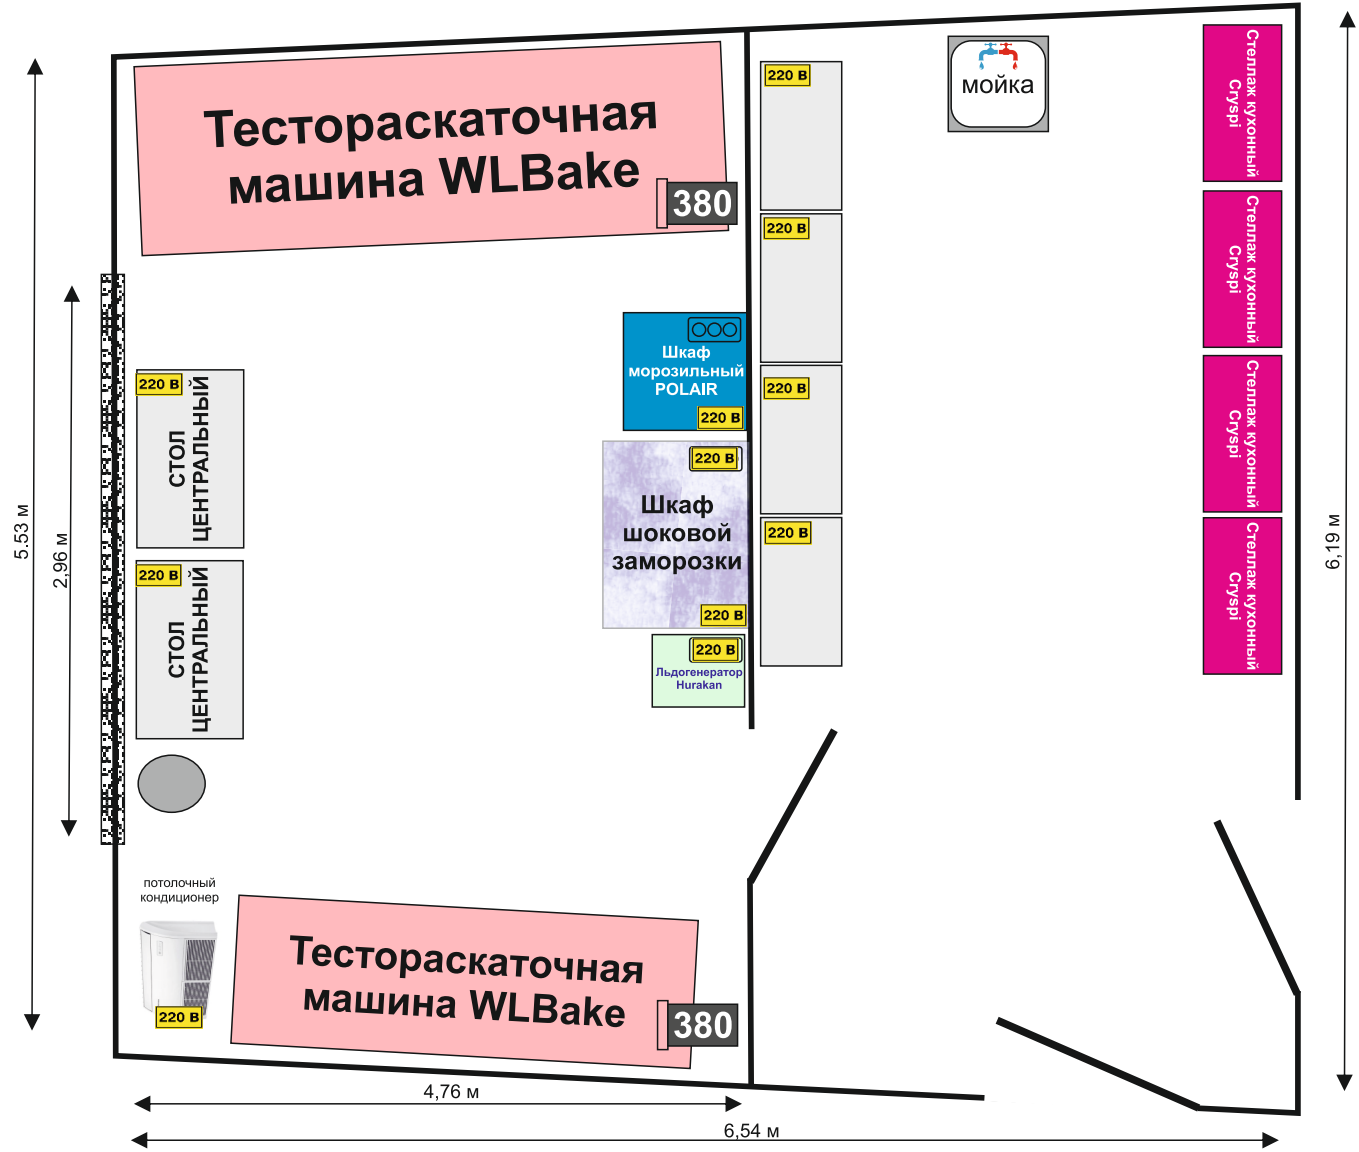 Тестораскаточная
машина WLBake
380
220 В
мойка
Стеллаж кухонный
Cryspi
220 В
Стеллаж кухонный
Cryspi
Шкаф
морозильный
POLAIR
220 В
220 В
СТОЛ
ЦЕНТРАЛЬНЫЙ
220 В
Стеллаж кухонный
Cryspi
220 В
Шкаф
шоковой
заморозки
220 В
220 В
Стеллаж кухонный
Cryspi
5.53 м
2,96 м
6,19 м
220 В
СТОЛ
ЦЕНТРАЛЬНЫЙ
220 В
Льдогенератор
Hurakan
потолочный
кондиционер
220 В
Тестораскаточная
машина WLBake
380
4,76 м
6,54 м